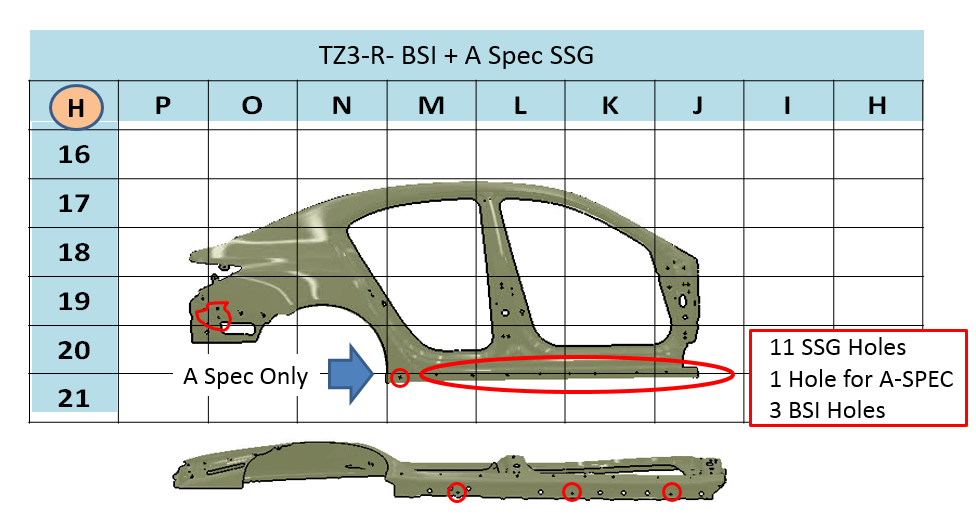 TZ3-R- BSI + A Spec SSG
H P O N M L K J I H
16
17
18
19
20
21
A Spec Only
11 SSG Holes
1 Hole for A-SPEC
3 BSI Holes